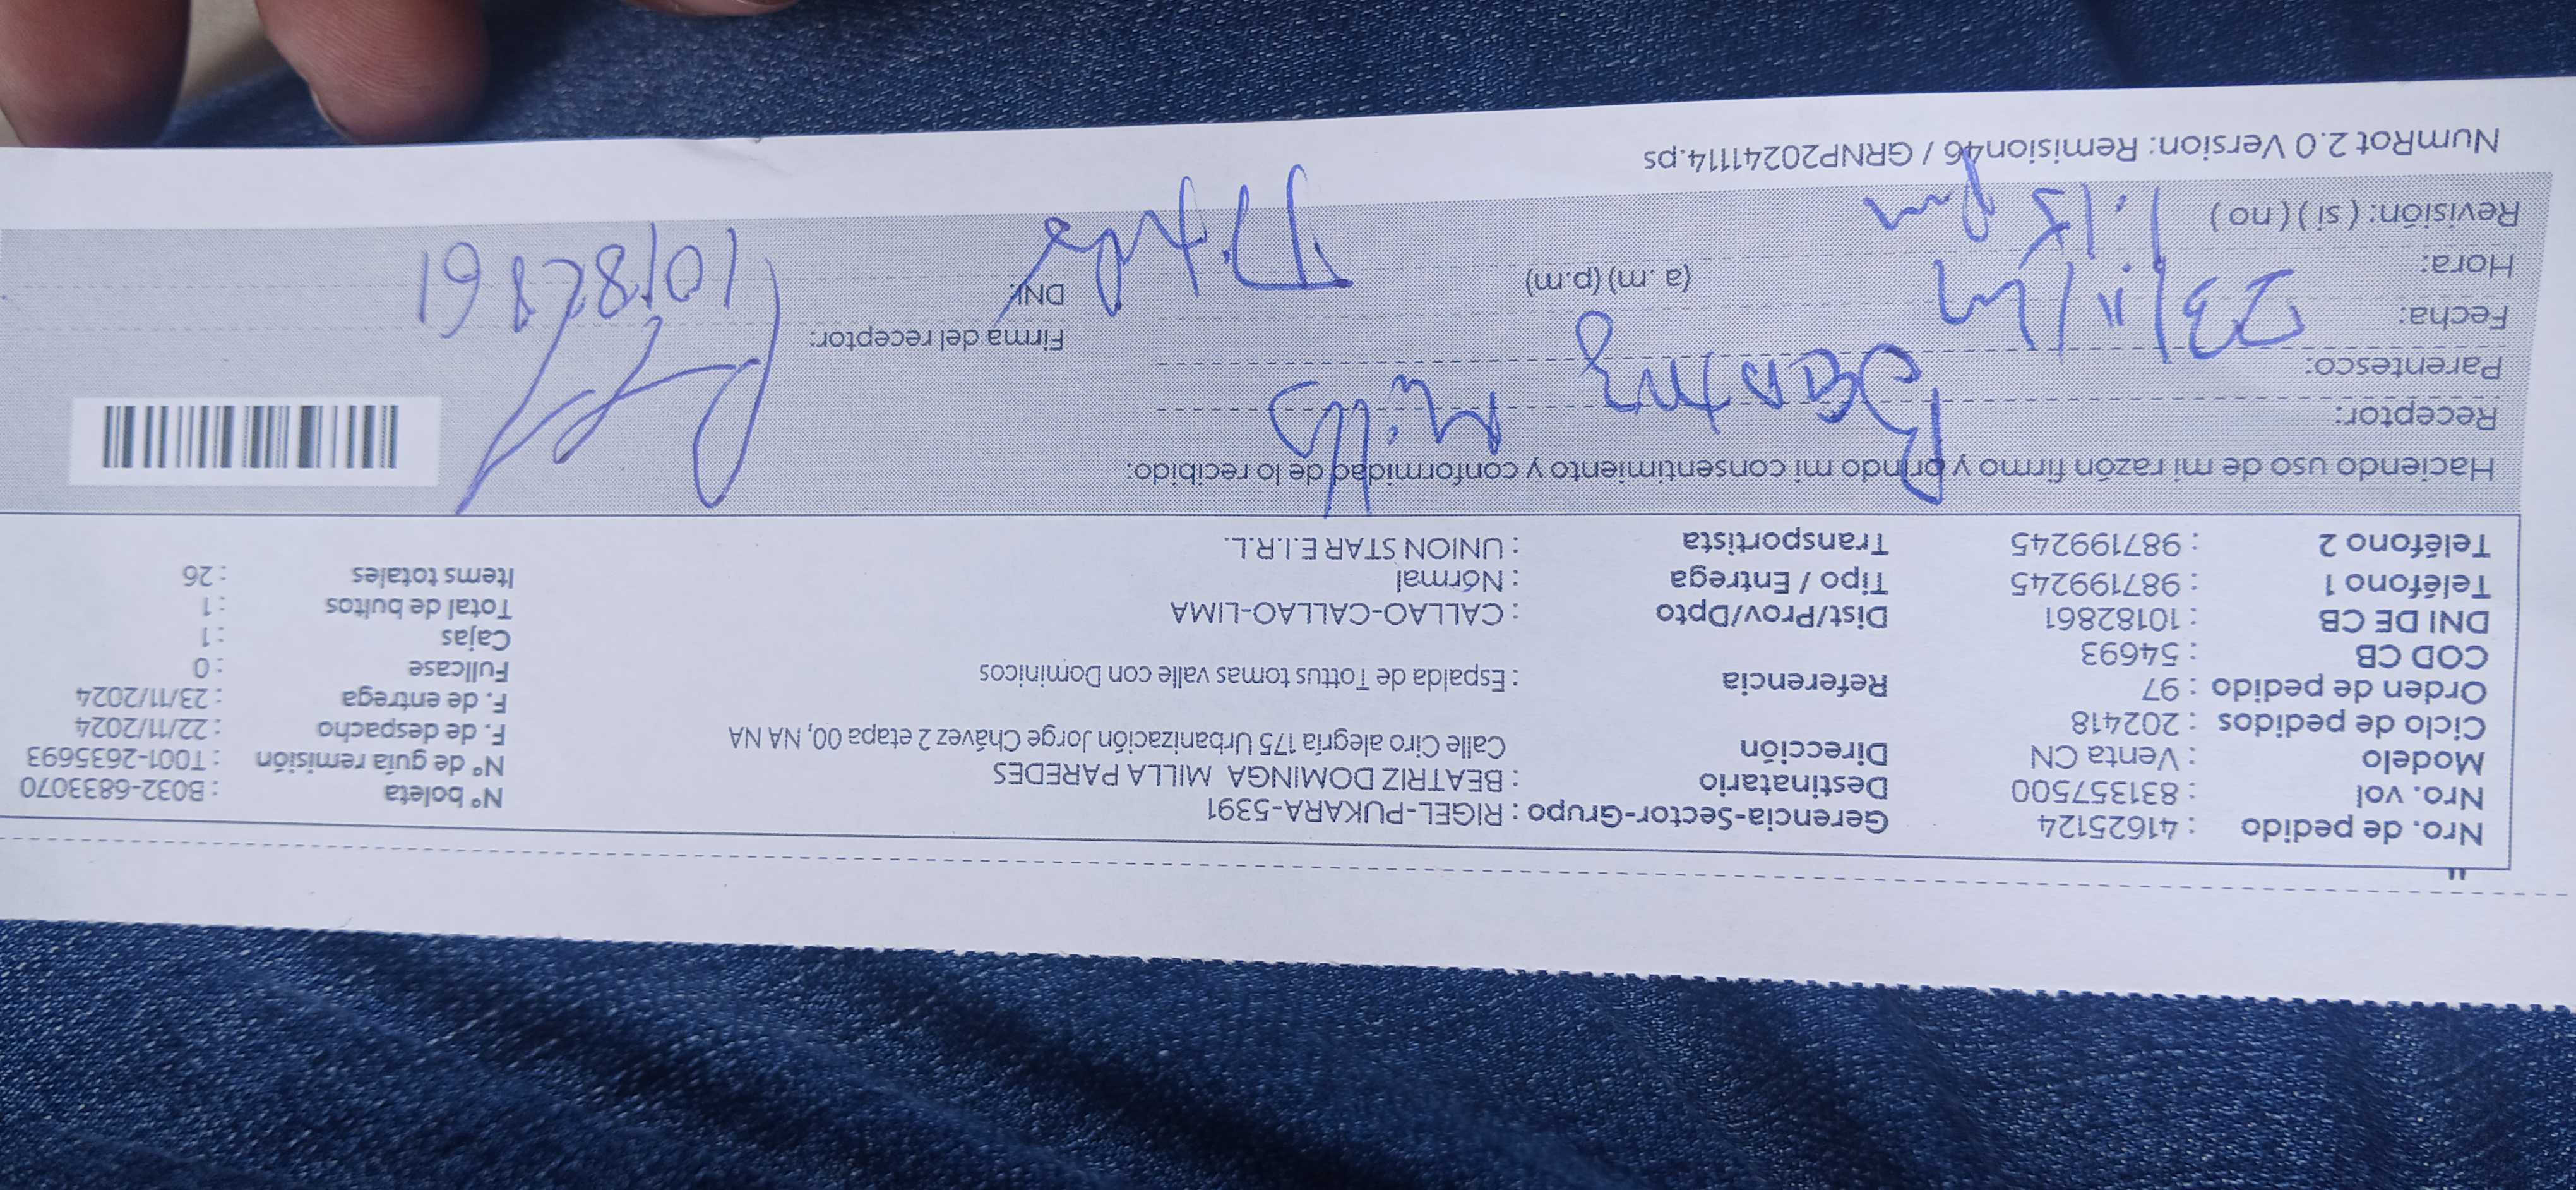 Nro. de pedido : 41625124 Gerencia-Sector-Grupo : RIGEL-PUKARA-5391 N° boleta : B032-6833070
Nro. vol : 831357500 Destinatario : BEATRIZ DOMINGA MILLA PAREDES N° de guía remisión : T001-2635693
Modelo : Venta CN Dirección Calle Ciro alegría 175 Urbanización Jorge Chávez 2 etapa 00, NA NA F. de despacho : 22/11/2024
Ciclo de pedidos : 202418 F. de entrega : 23/11/2024
Orden de pedido : 97 Referencia : Espalda de Tottus tomas valle con Dominicos Fullcase : 0
COD CB : 54693 Cajas : 1
DNI DE CB : 10182861 Dist/Prov/Dpto : CALLAO-CALLAO-LIMA Total de bultos : 1
Teléfono 1 : 987199245 Tipo / Entrega : Normal Items totales : 26
Teléfono 2 : 987199245 Transportista : UNION STAR E.I.R.L.
Haciendo uso de mi razón firmo y brindo mi consentimiento y conformidad de lo recibido:
Receptor: Beatriz Milla
Parentesco: Titular
Fecha: 23/11/24 Firma del receptor:
Hora: 1:15 pm (a.m) (p.m) DNI: 10182861
Revisión: ( si ) ( no )
NumRot 2.0 Version: Remision46 / GRNP20241114.ps